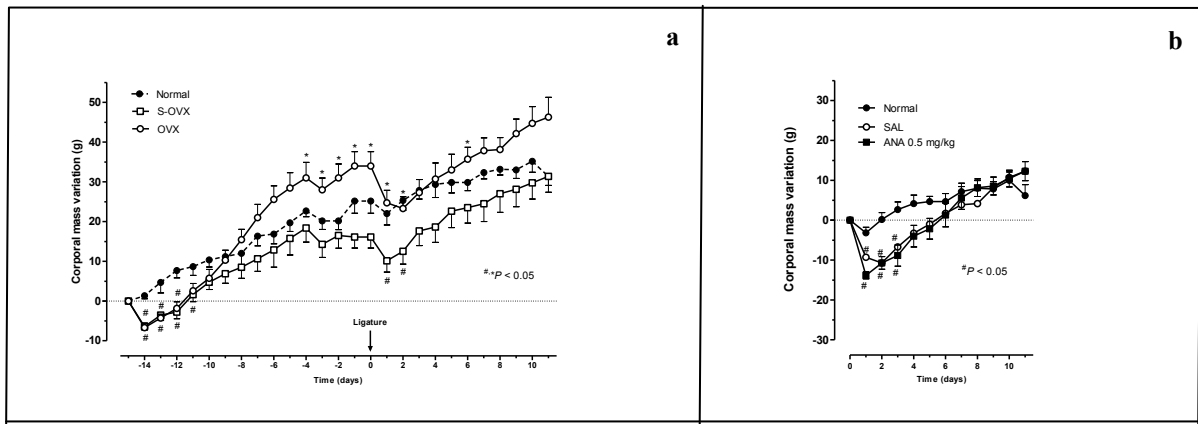 a
Normal
S-OVX
OVX
Corporal mass variation (g)
50
40
30
20
10
0
-10
* * * * * * * *
# # # # # # # # #
#,*P < 0.05
Ligature
-14 -12 -10 -8 -6 -4 -2 0 2 4 6 8 10
Time (days)
b
Normal
SAL
ANA 0.5 mg/kg
Corporal mass variation (g)
30
20
10
0
-10
-20
-30
# # # # # #
#P < 0.05
0 2 4 6 8 10
Time (days)